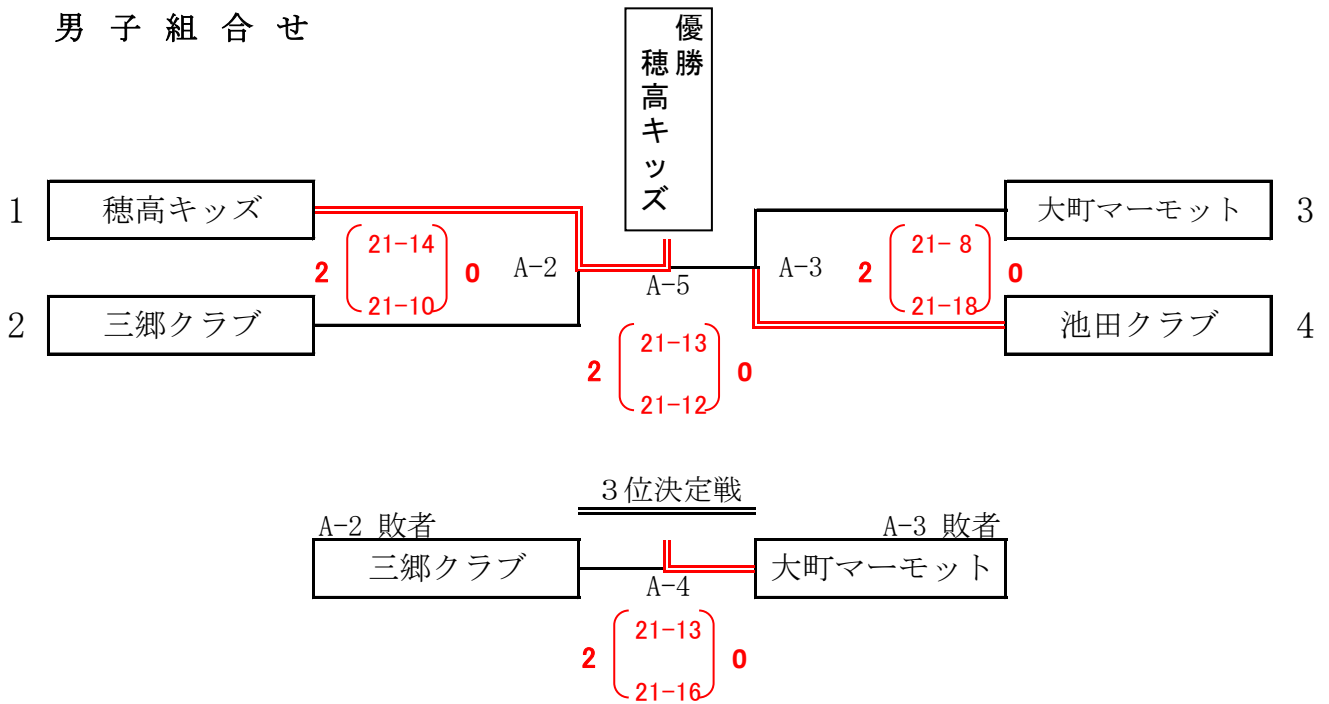 男子組合せ
優勝
穂高キッズ
1 穂高キッズ
大町マーモット 3
21-14
21-10
2 0
A-2
A-5
A-3
21- 8
21-18
2 0
2 三郷クラブ
池田クラブ 4
21-13
21-12
2 0
３位決定戦
A-2 敗者
A-3 敗者
三郷クラブ
大町マーモット
A-4
21-13
21-16
2 0